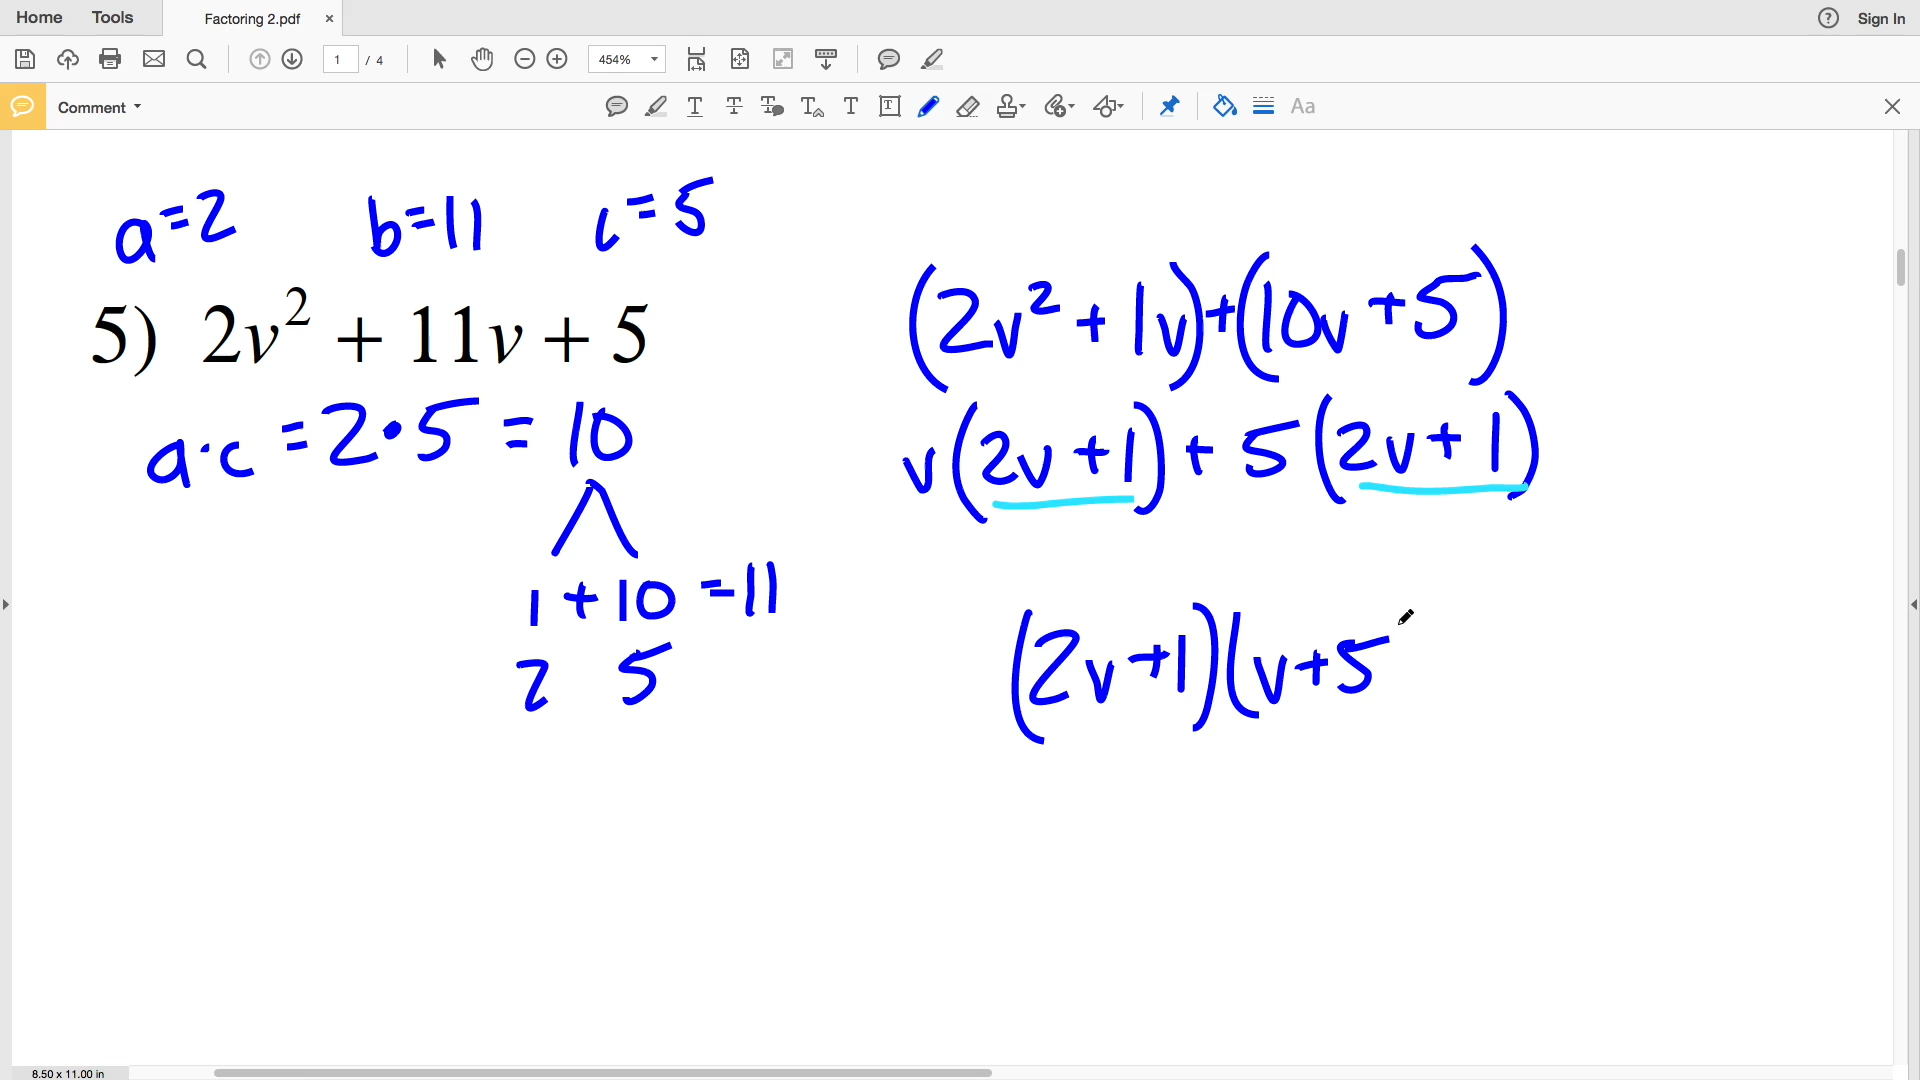 Home Tools Factoring 2.pdf × ? Sign In
1 / 4 454%
Comment Aa
a=2 b=11 c=5
5) 2v² + 11v + 5
a·c = 2•5 = 10
1 + 10 = 11
2 5
(2v² + 1v)+(10v + 5)
v(2v + 1) + 5(2v + 1)
(2v+1)(v+5
8.50 x 11.00 in